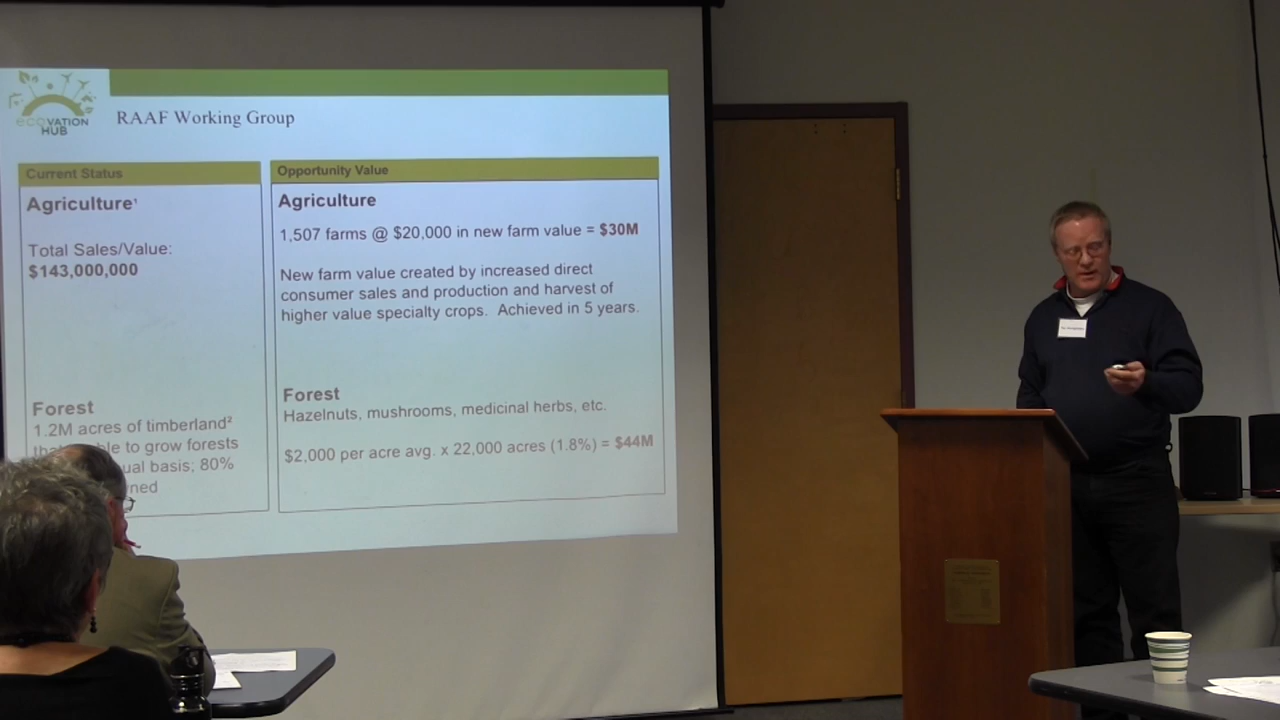 ecOVATION
HUB
RAAF Working Group
Current Status
Agriculture¹
Total Sales/Value:
$143,000,000
Forest
1.2M acres of timberland²
to grow forests
basis; 80%
Opportunity Value
Agriculture
1,507 farms @ $20,000 in new farm value = $30M
New farm value created by increased direct
consumer sales and production and harvest of
higher value specialty crops. Achieved in 5 years.
Forest
Hazelnuts, mushrooms, medicinal herbs, etc.
$2,000 per acre avg. x 22,000 acres (1.8%) = $44M